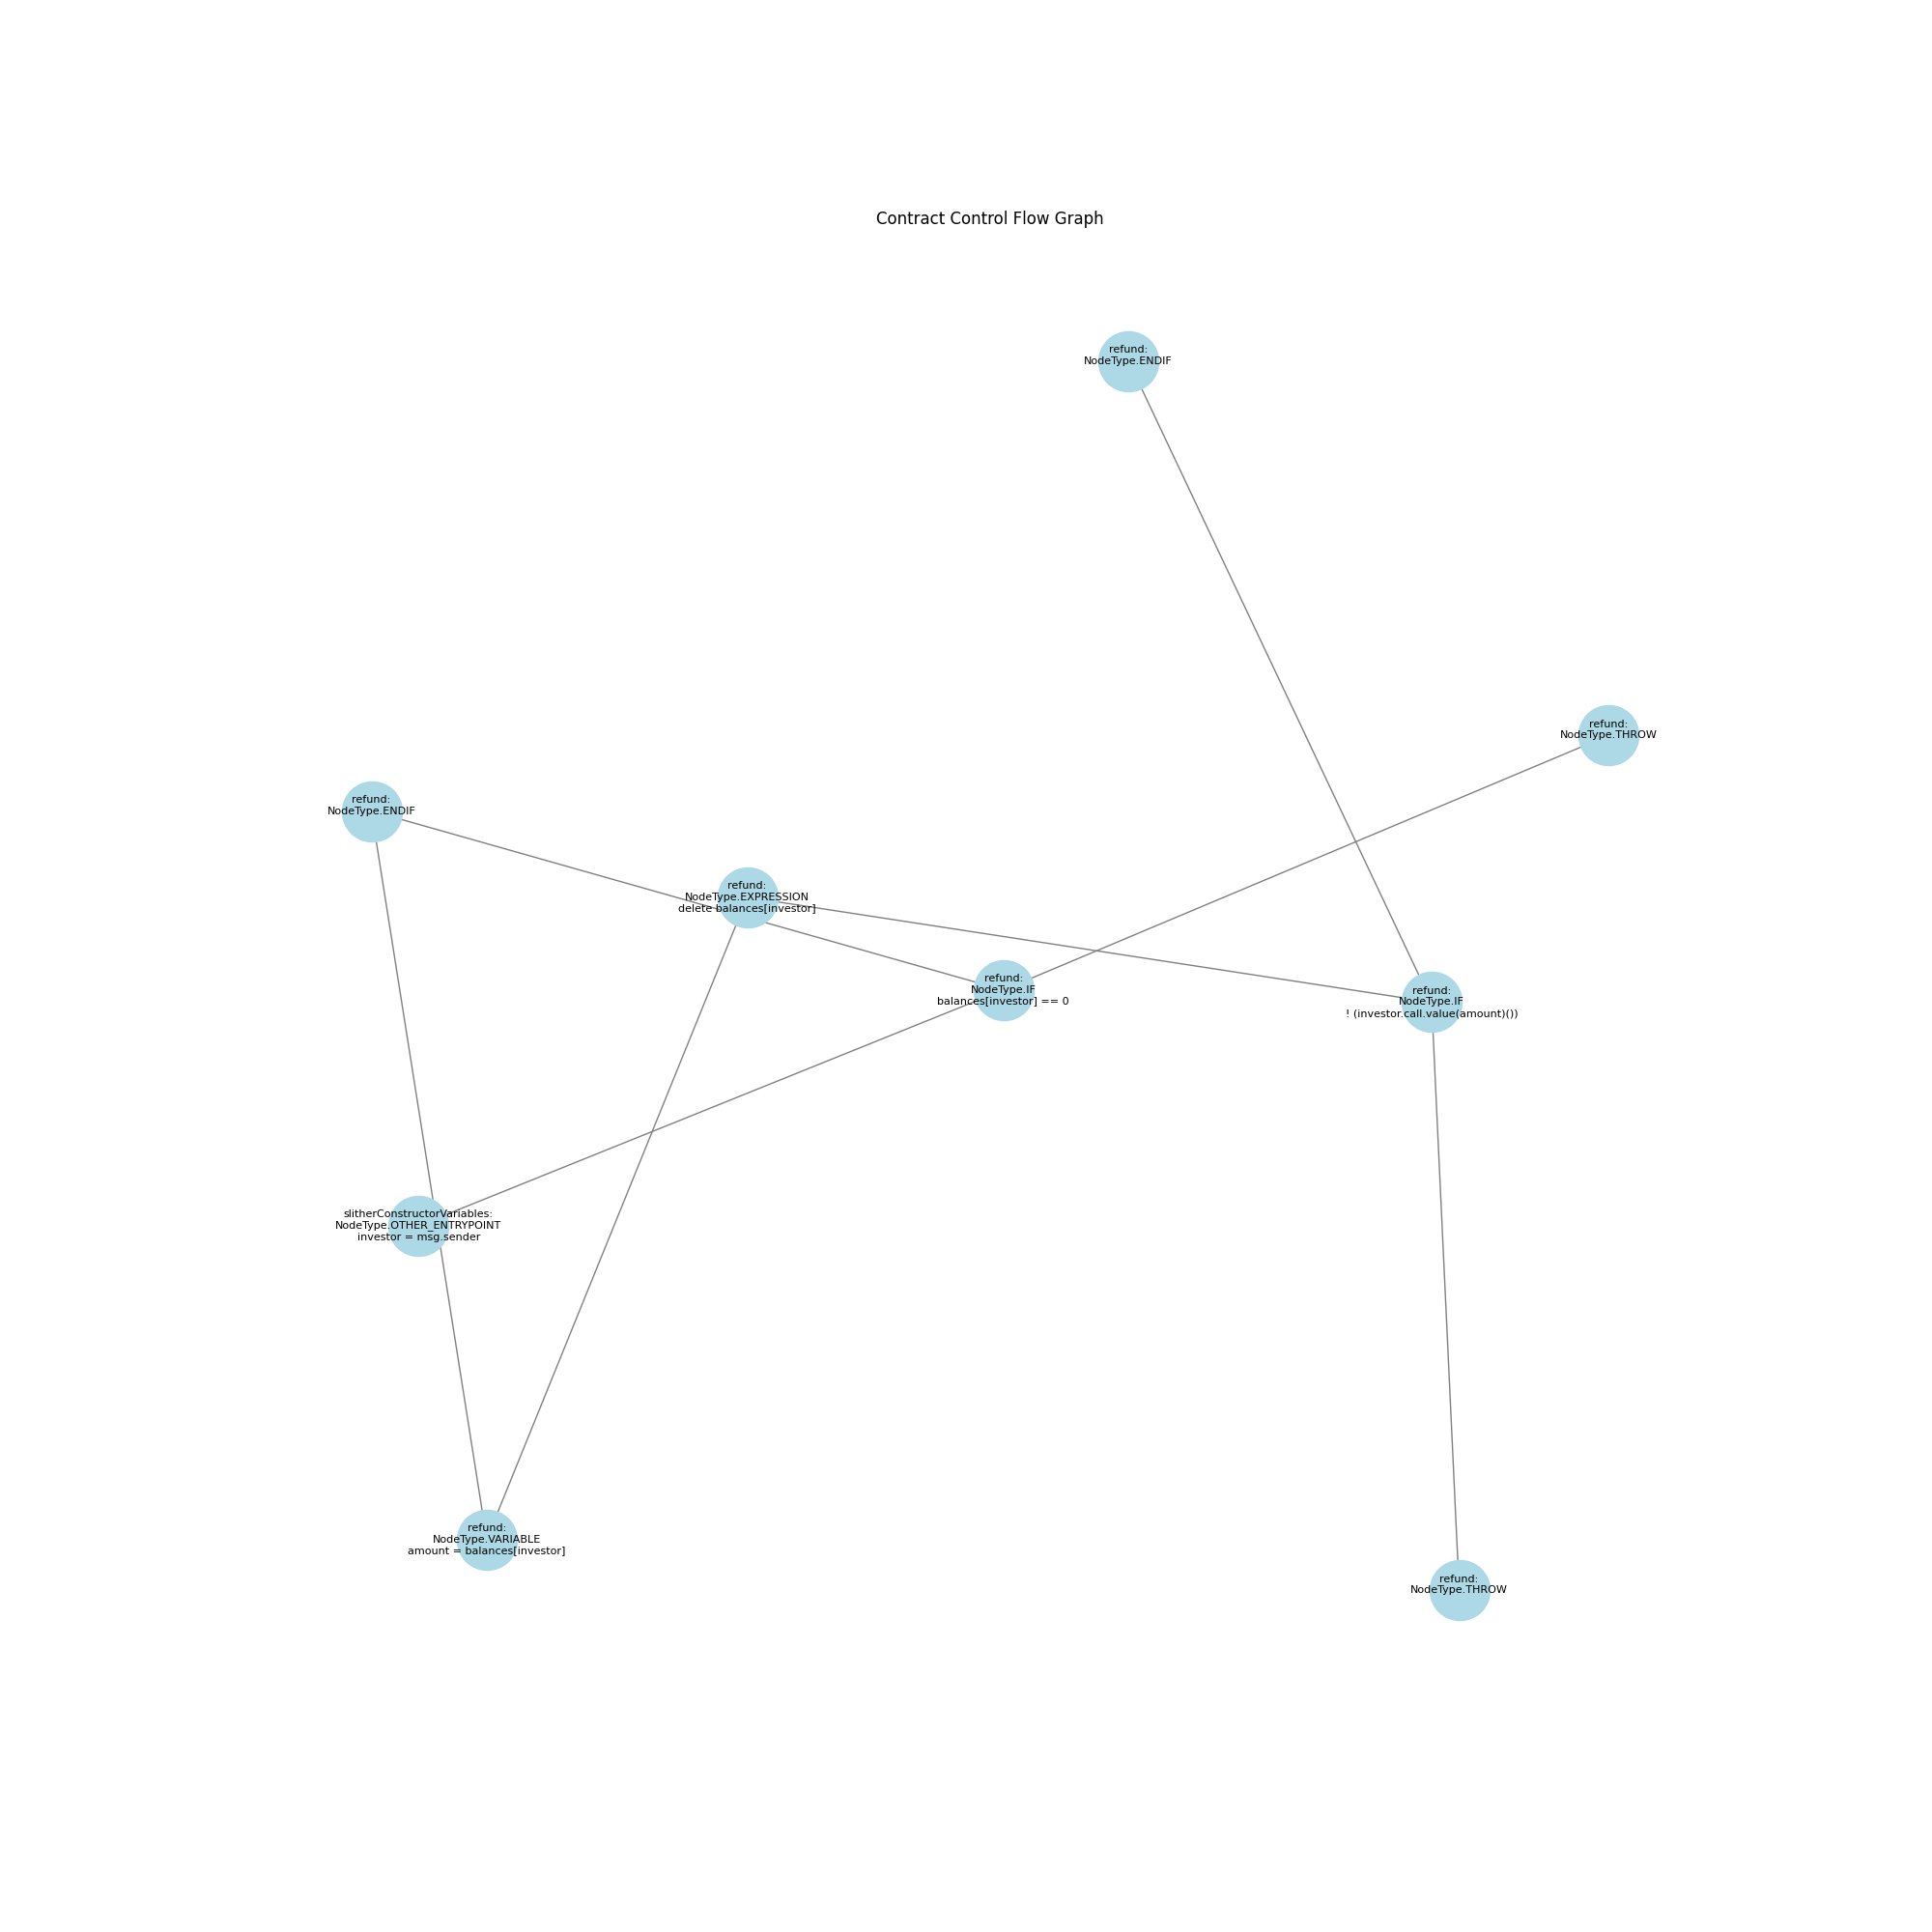 Contract Control Flow Graph
refund:
NodeType.ENDIF
refund:
NodeType.THROW
refund:
NodeType.ENDIF
refund:
NodeType.EXPRESSION
delete balances[investor]
refund:
NodeType.IF
balances[investor] == 0
refund:
NodeType.IF
! (investor.call.value(amount)())
slitherConstructorVariables:
NodeType.OTHER_ENTRYPOINT
investor = msg.sender
refund:
NodeType.VARIABLE
amount = balances[investor]
refund:
NodeType.THROW